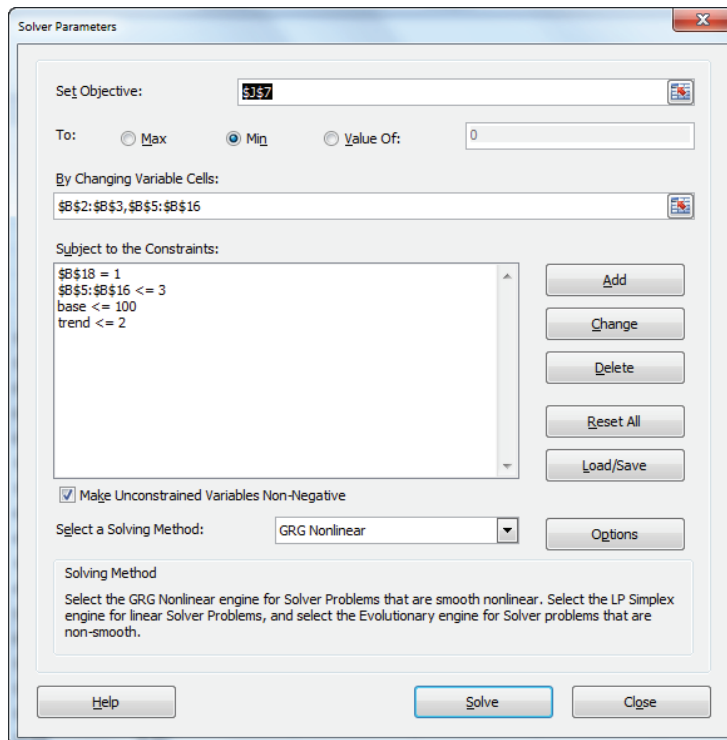 Solver Parameters
Set Objective:
$J$7
To:
Max
Min
Value Of:
0
By Changing Variable Cells:
$B$2:$B$3,$B$5:$B$16
Subject to the Constraints:
$B$18 = 1
$B$5:$B$16 <= 3
base <= 100
trend <= 2
Add
Change
Delete
Reset All
Load/Save
Make Unconstrained Variables Non-Negative
Select a Solving Method:
GRG Nonlinear
Options
Solving Method
Select the GRG Nonlinear engine for Solver Problems that are smooth nonlinear. Select the LP Simplex
engine for linear Solver Problems, and select the Evolutionary engine for Solver problems that are
non-smooth.
Help
Solve
Close